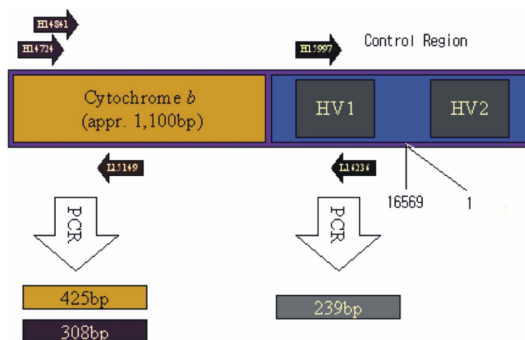 H14841
H14724
H15997
Control Region
Cytochrome b
(appr. 1,100bp)
HV1
HV2
L15149
L16236
16569
1
PCR
PCR
425bp
308bp
239bp